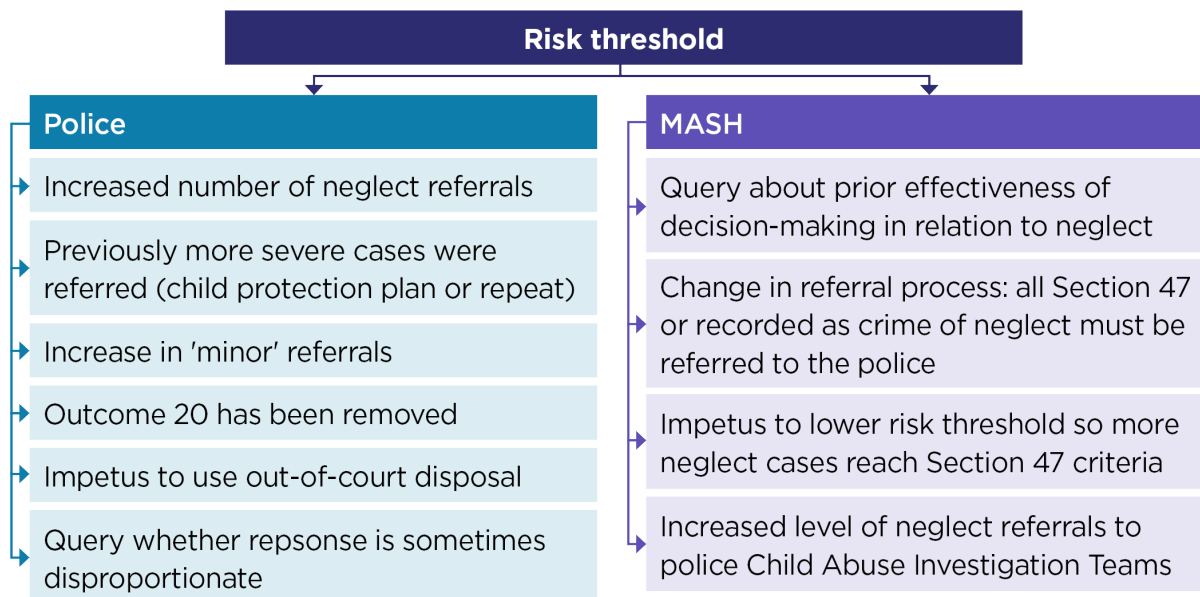 Risk threshold
Police
Increased number of neglect referrals
Previously more severe cases were
referred (child protection plan or repeat)
Increase in 'minor' referrals
Outcome 20 has been removed
Impetus to use out-of-court disposal
Query whether repsonse is sometimes
disproportionate
MASH
Query about prior effectiveness of
decision-making in relation to neglect
Change in referral process: all Section 47
or recorded as crime of neglect must be
referred to the police
Impetus to lower risk threshold so more
neglect cases reach Section 47 criteria
Increased level of neglect referrals to
police Child Abuse Investigation Teams